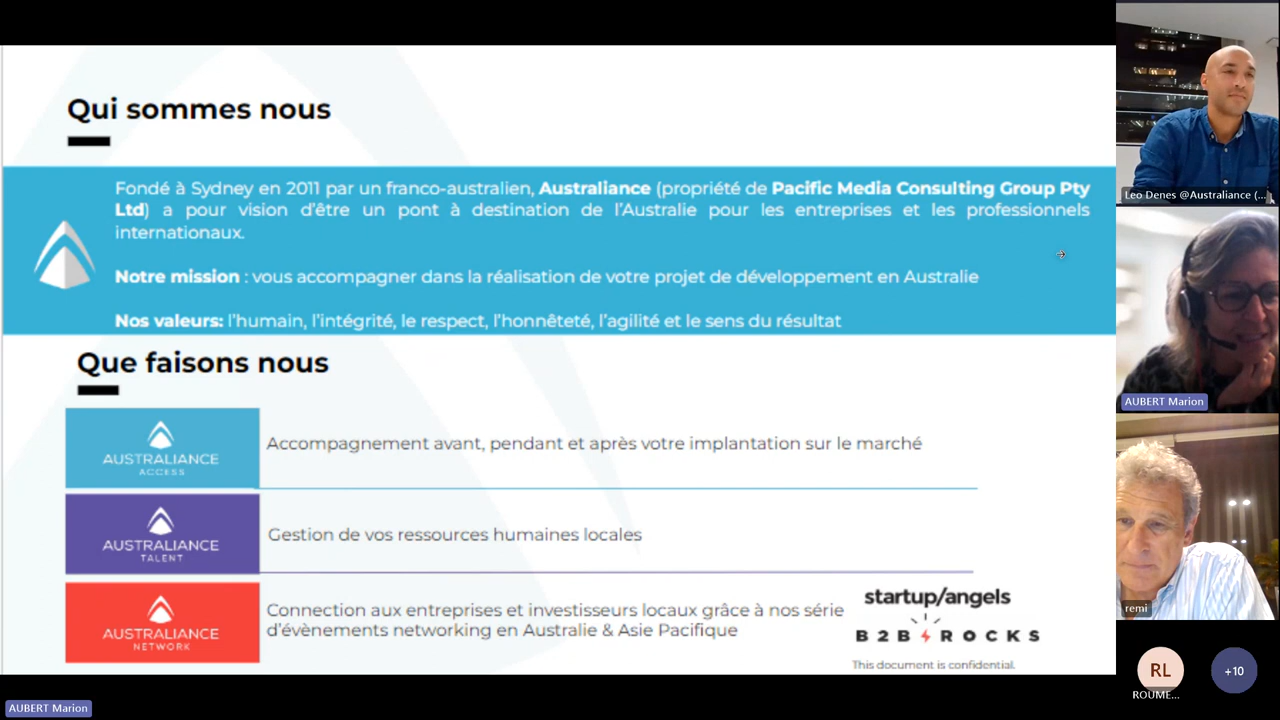 Qui sommes nous
Fondé à Sydney en 2011 par un franco-australien, Australiance (propriété de Pacific Media Consulting Group Pty
Ltd) a pour vision d'être un pont à destination de l'Australie pour les entreprises et les professionnels
internationaux.
Notre mission : vous accompagner dans la réalisation de votre projet de développement en Australie
Nos valeurs: l'humain, l'intégrité, le respect, l'honnêteté, l'agilité et le sens du résultat
Que faisons nous
AUSTRALIANCE
ACCESS
Accompagnement avant, pendant et après votre implantation sur le marché
AUSTRALIANCE
TALENT
Gestion de vos ressources humaines locales
AUSTRALIANCE
NETWORK
Connection aux entreprises et investisseurs locaux grâce à nos série
d'évènements networking en Australie & Asie Pacifique
startup/angels
B2B ROCKS
This document is confidential.
AUBERT Marion
Leo Denes @Australiance (...
AUBERT Marion
remi
RL
ROUME...
+10